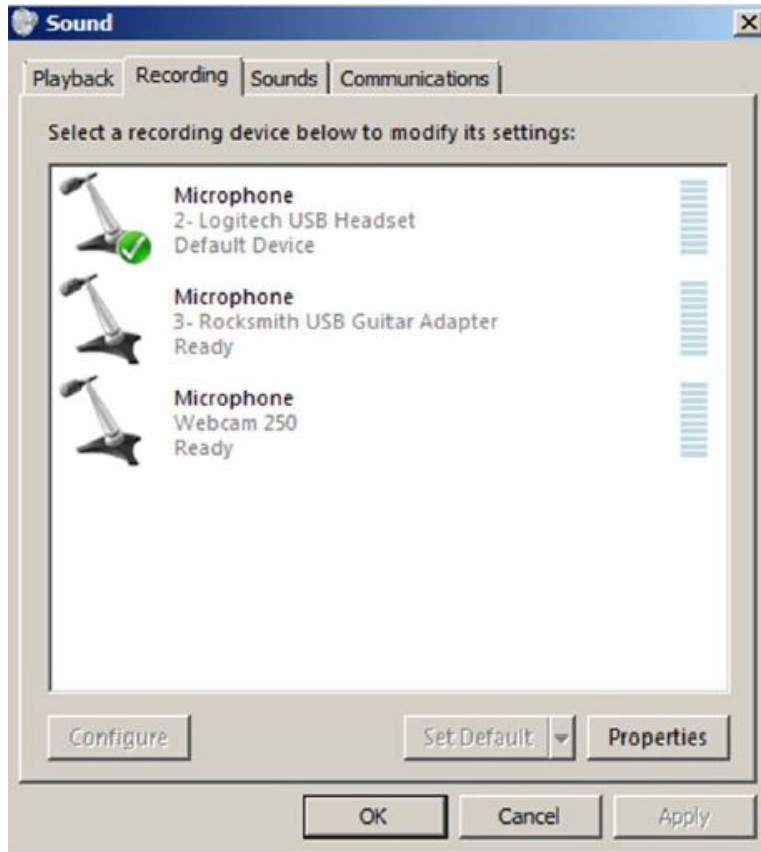 Sound
Playback Recording Sounds Communications
Select a recording device below to modify its settings:
Microphone
2- Logitech USB Headset
Default Device
Microphone
3- Rocksmith USB Guitar Adapter
Ready
Microphone
Webcam 250
Ready
Configure Set Default Properties
OK Cancel Apply